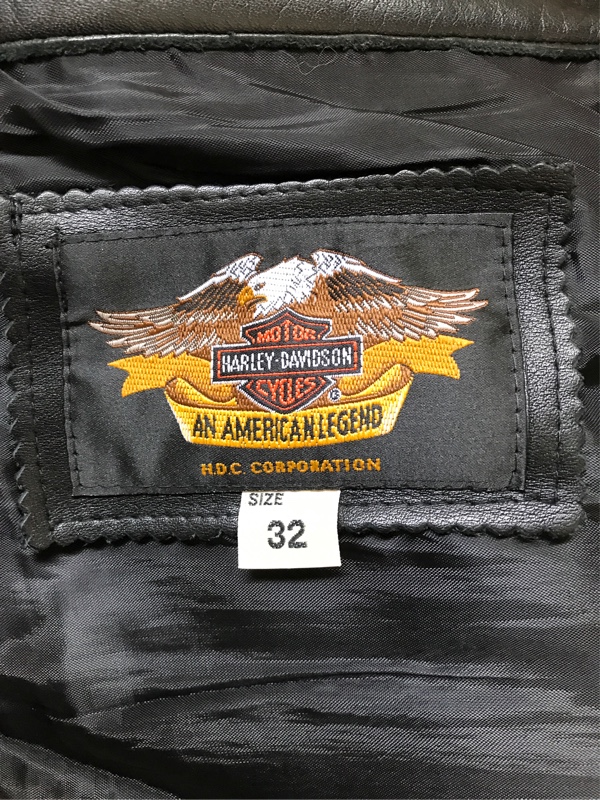 MOTOR
HARLEY-DAVIDSON
CYCLES
®
AN AMERICAN LEGEND
H.D.C. CORPORATION
SIZE
32